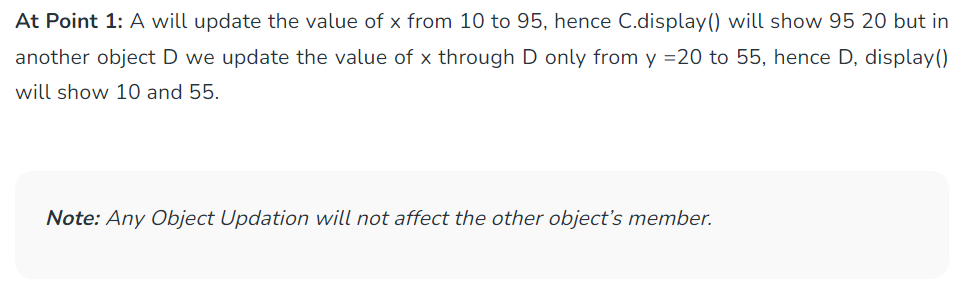 At Point 1: A will update the value of x from 10 to 95, hence C.display() will show 95 20 but in
another object D we update the value of x through D only from y =20 to 55, hence D, display()
will show 10 and 55.
Note: Any Object Updation will not affect the other object's member.